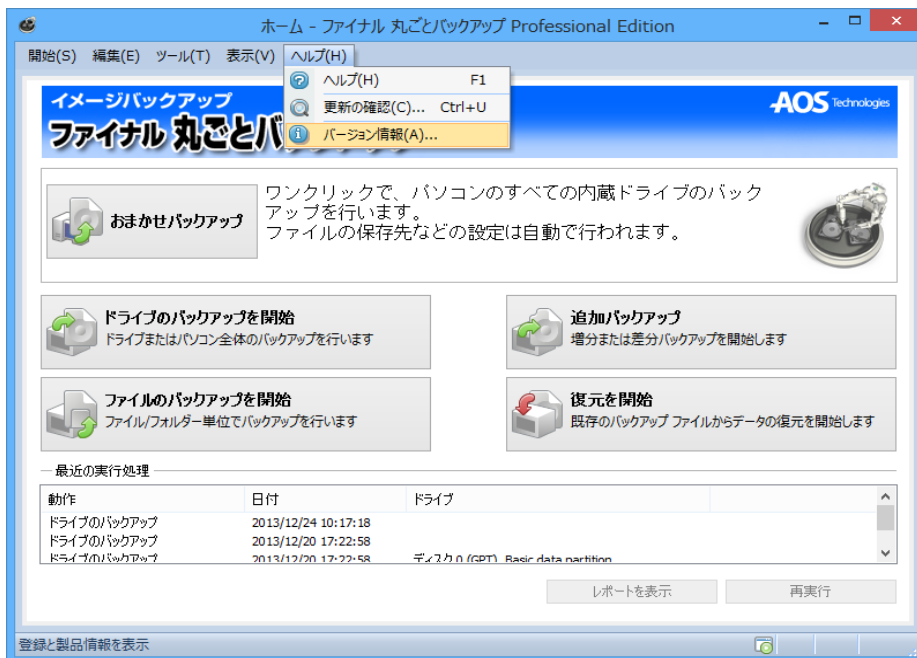 ホーム - ファイナル 丸ごとバックアップ Professional Edition
開始(S) 編集(E) ツール(T) 表示(V) ヘルプ(H)
ヘルプ(H) F1
更新の確認(C)... Ctrl+U
バージョン情報(A)...
イメージバックアップ
ファイナル 丸ごとバ
AOS Technologies
おまかせバックアップ
ワンクリックで、パソコンのすべての内蔵ドライブのバック
アップを行います。
ファイルの保存先などの設定は自動で行われます。
ドライブのバックアップを開始
ドライブまたはパソコン全体のバックアップを行います
追加バックアップ
増分または差分バックアップを開始します
ファイルのバックアップを開始
ファイル/フォルダー単位でバックアップを行います
復元を開始
既存のバックアップ ファイルからデータの復元を開始します
最近の実行処理
動作 日付 ドライブ
ドライブのバックアップ 2013/12/24 10:17:18
ドライブのバックアップ 2013/12/20 17:22:58
ドライブのバックアップ 2013/12/20 17:22:58 ディスク 0 (GPT) Basic data partition
レポートを表示 再実行
登録と製品情報を表示